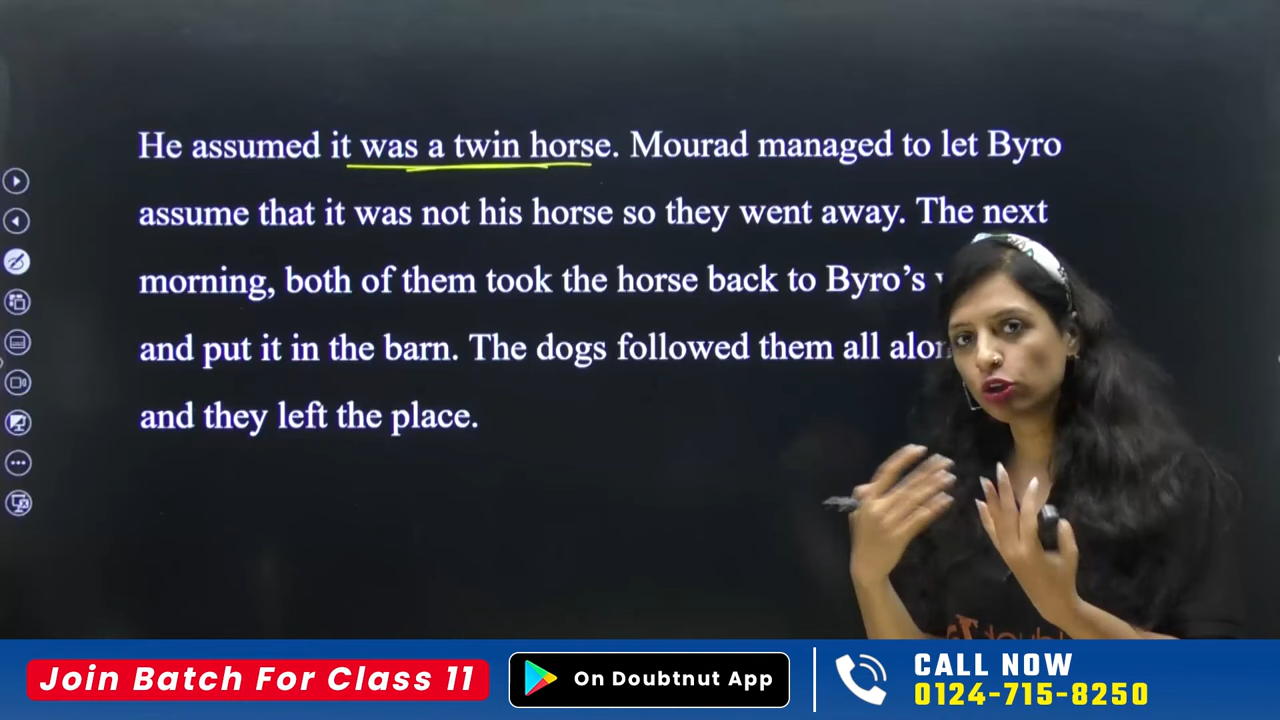 He assumed it was a twin horse. Mourad managed to let Byro
assume that it was not his horse so they went away. The next
morning, both of them took the horse back to Byro’s
and put it in the barn. The dogs followed them all
and they left the place.
Join Batch For Class 11
On Doubtnut App
CALL NOW
0124-715-8250